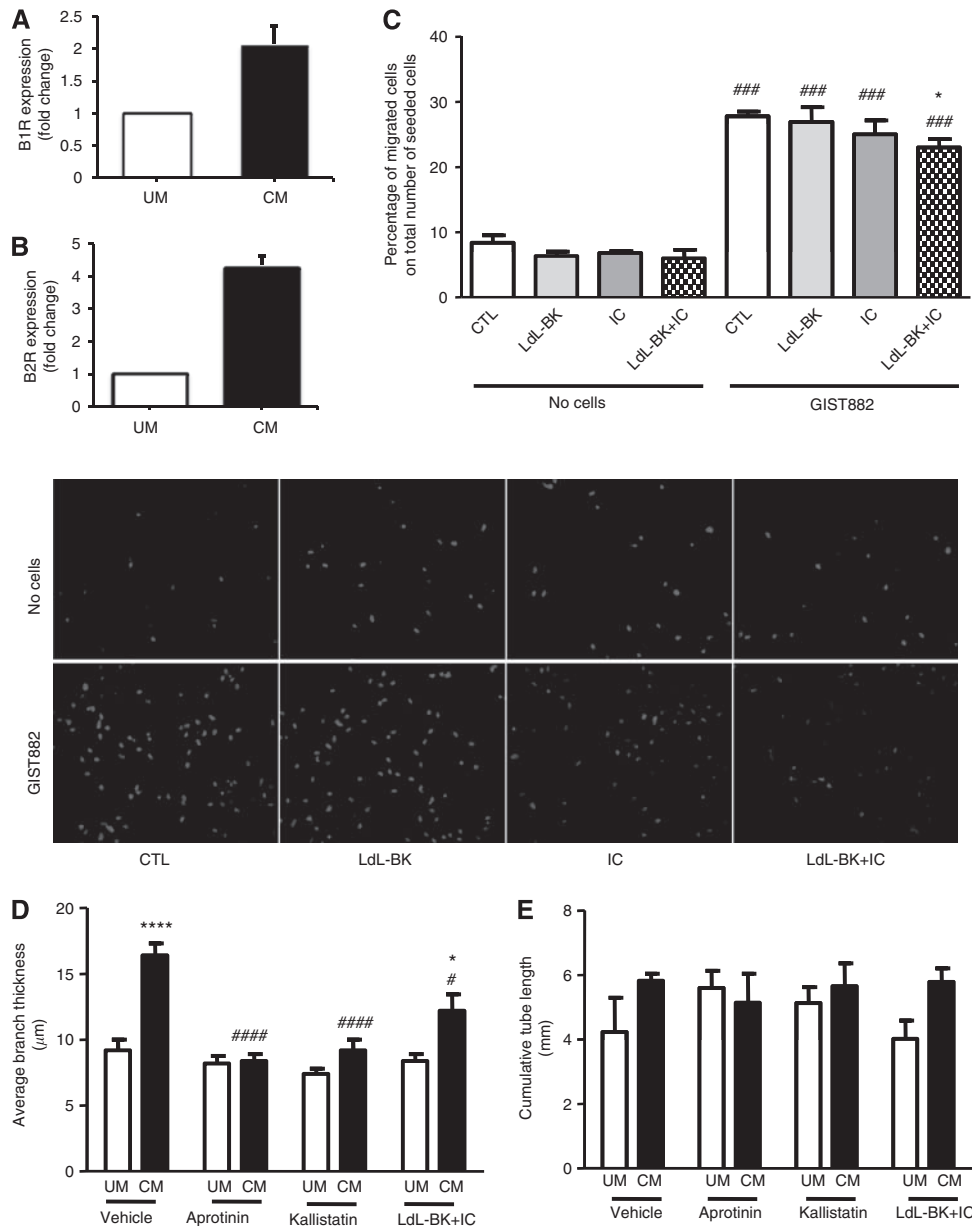 A
B1R expression
(fold change)
2.5
2
1.5
1
0.5
0
UM
CM
B
B2R expression
(fold change)
5
4
3
2
1
0
UM
CM
C
Percentage of migrated cells
on total number of seeded cells
40
30
20
10
0
###
###
###
*
###
CTL
LdL-BK
IC
LdL-BK+IC
CTL
LdL-BK
IC
LdL-BK+IC
No cells
GIST882
No cells
GIST882
CTL
LdL-BK
IC
LdL-BK+IC
D
Average branch thickness
(μm)
20
15
10
5
0
****
####
####
*
#
UM CM
UM CM
UM CM
UM CM
Vehicle
Aprotinin
Kallistatin
LdL-BK+IC
E
Cumulative tube length
(mm)
8
6
4
2
0
UM CM
UM CM
UM CM
UM CM
Vehicle
Aprotinin
Kallistatin
LdL-BK+IC